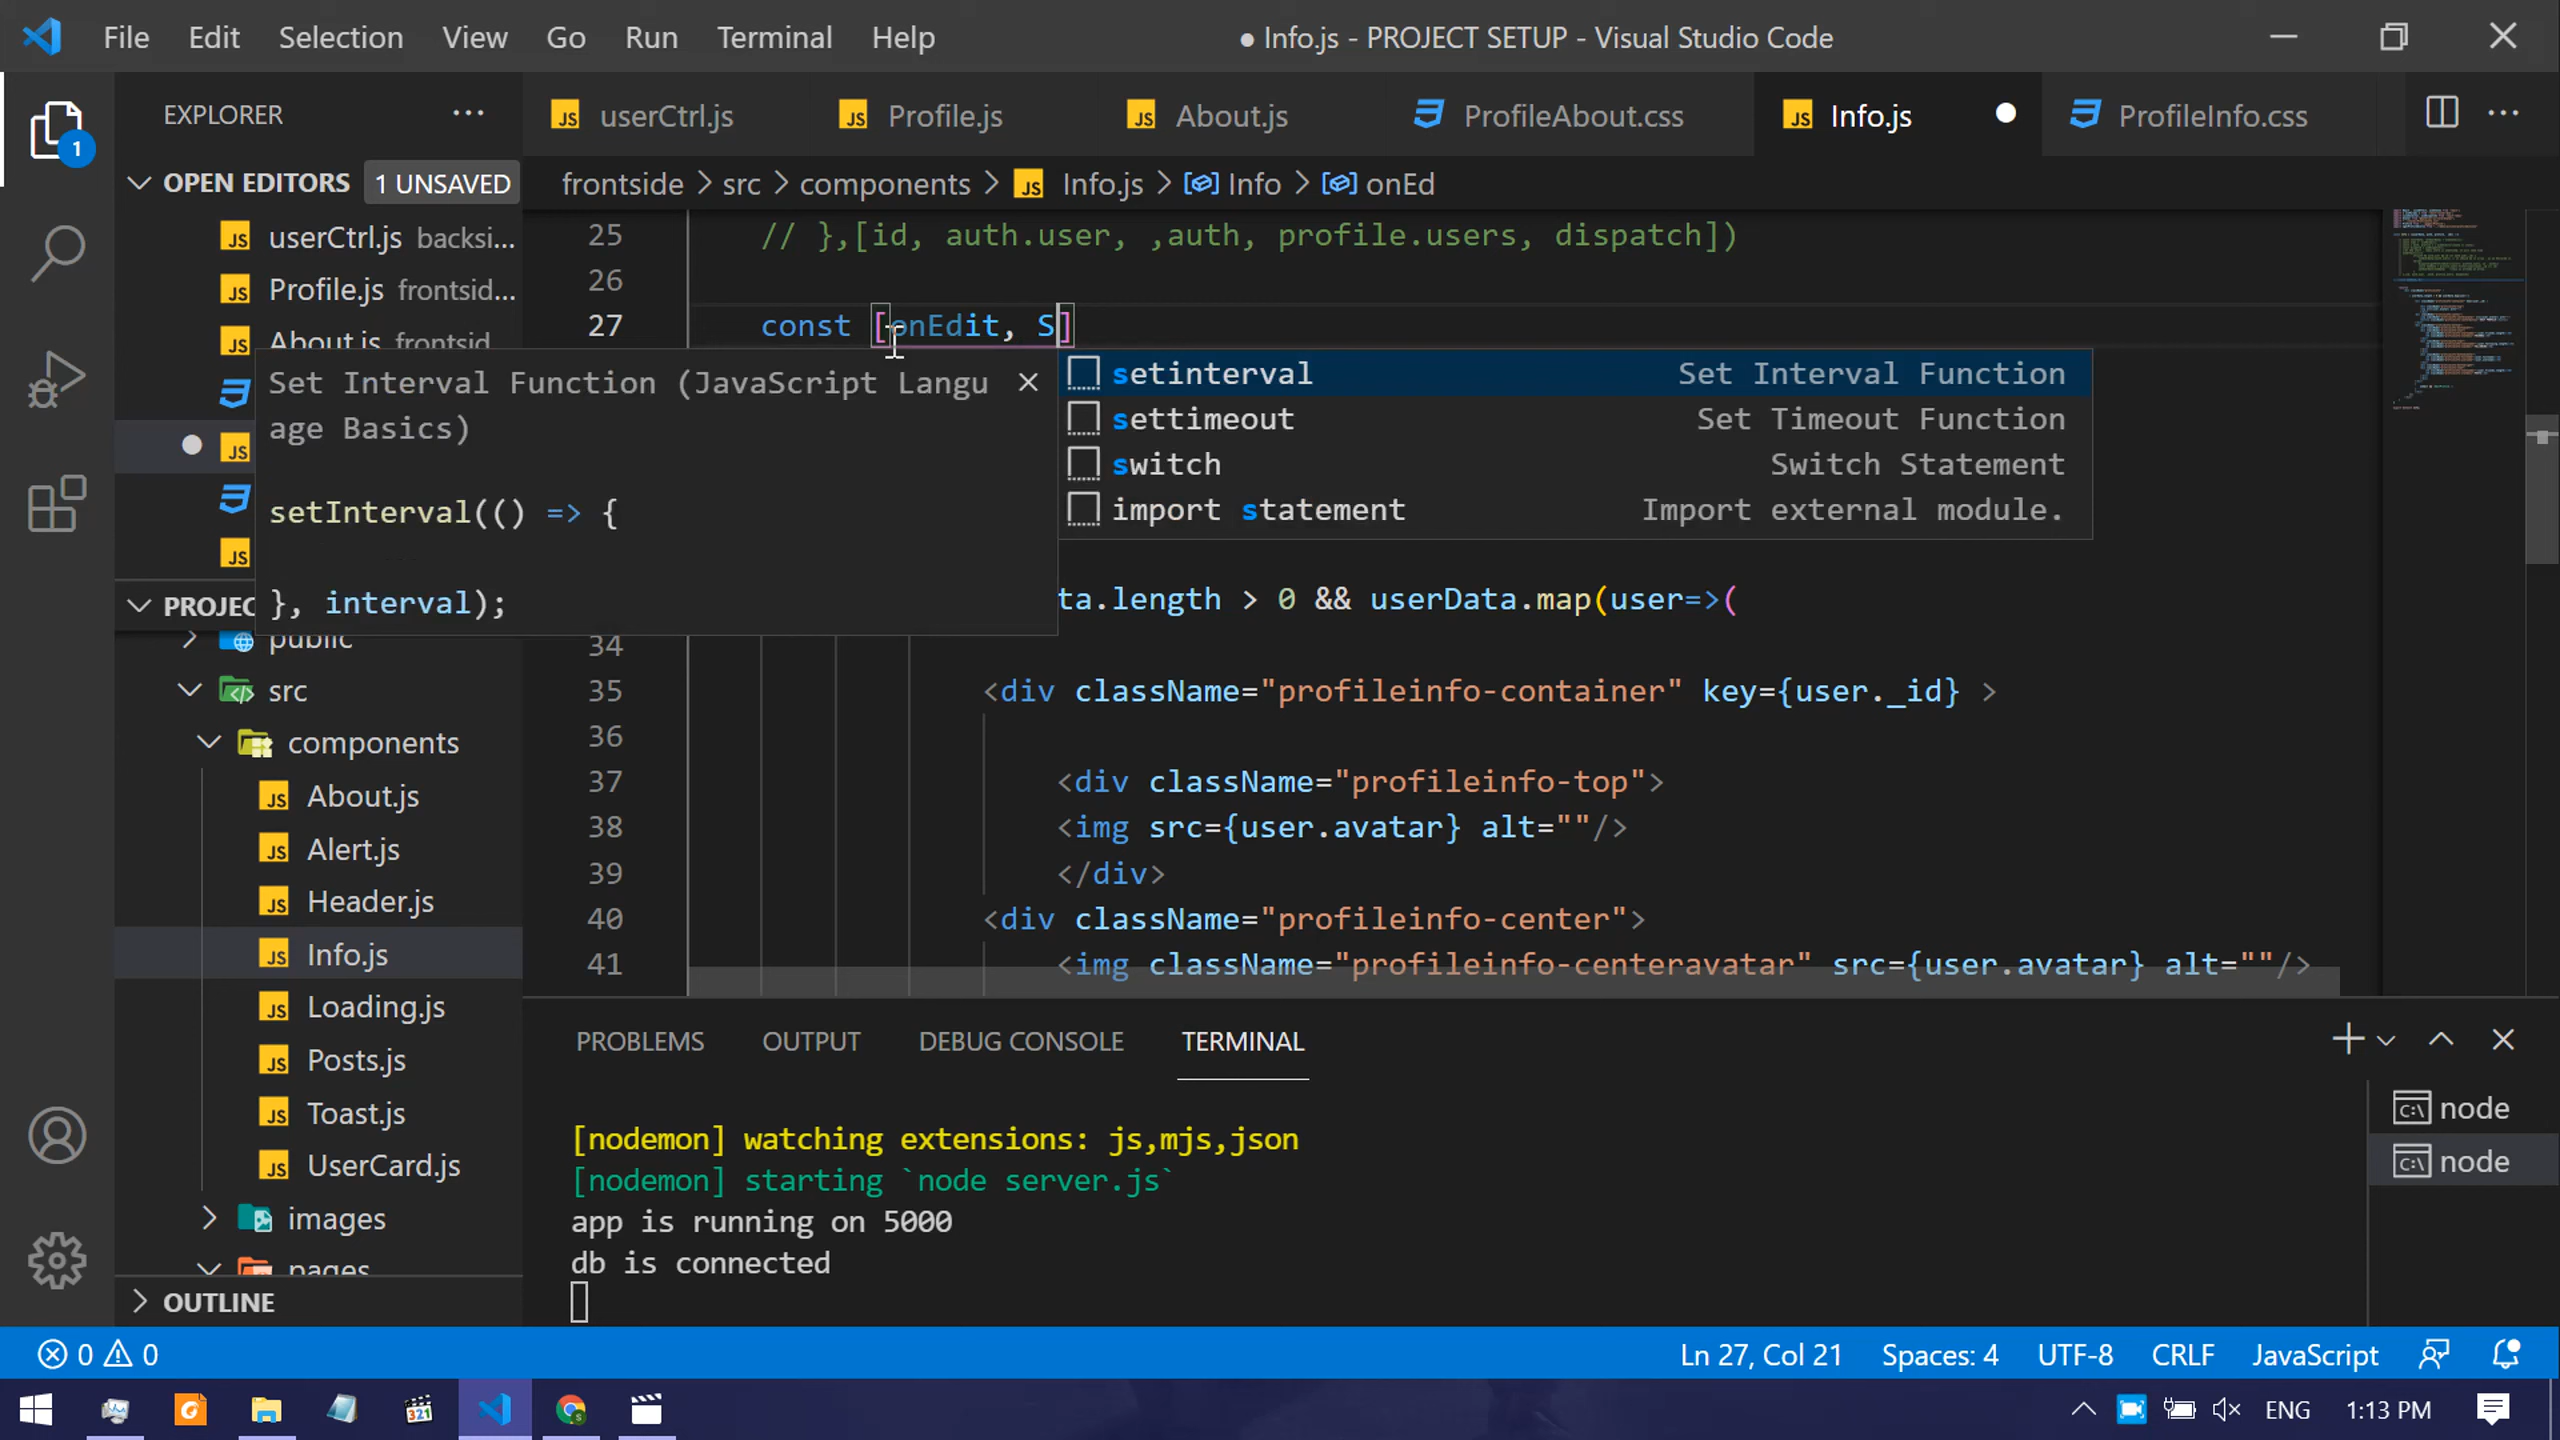 File Edit Selection View Go Run Terminal Help ● Info.js - PROJECT SETUP - Visual Studio Code
EXPLORER ···
userCtrl.js Profile.js About.js ProfileAbout.css Info.js ProfileInfo.css
OPEN EDITORS 1 UNSAVED
frontside > src > components > Info.js > Info > onEd
userCtrl.js backsi...
Profile.js frontsid...
About.js frontsid
25 // },[id, auth.user, ,auth, profile.users, dispatch])
26
27 const [onEdit, S]
Set Interval Function (JavaScript Langu
age Basics)
setInterval(() => {
}, interval);
setinterval Set Interval Function
settimeout Set Timeout Function
switch Switch Statement
import statement Import external module.
ta.length > 0 && userData.map(user=>(
34
35 <div className="profileinfo-container" key={user._id} >
36
37 <div className="profileinfo-top">
38 <img src={user.avatar} alt=""/>
39 </div>
40 <div className="profileinfo-center">
41 <img className="profileinfo-centeravatar" src={user.avatar} alt=""/>
PROJEC
public
src
components
About.js
Alert.js
Header.js
Info.js
Loading.js
Posts.js
Toast.js
UserCard.js
images
pages
OUTLINE
PROBLEMS OUTPUT DEBUG CONSOLE TERMINAL
[nodemon] watching extensions: js,mjs,json
[nodemon] starting `node server.js`
app is running on 5000
db is connected
node
node
0 0 Ln 27, Col 21 Spaces: 4 UTF-8 CRLF JavaScript
ENG 1:13 PM